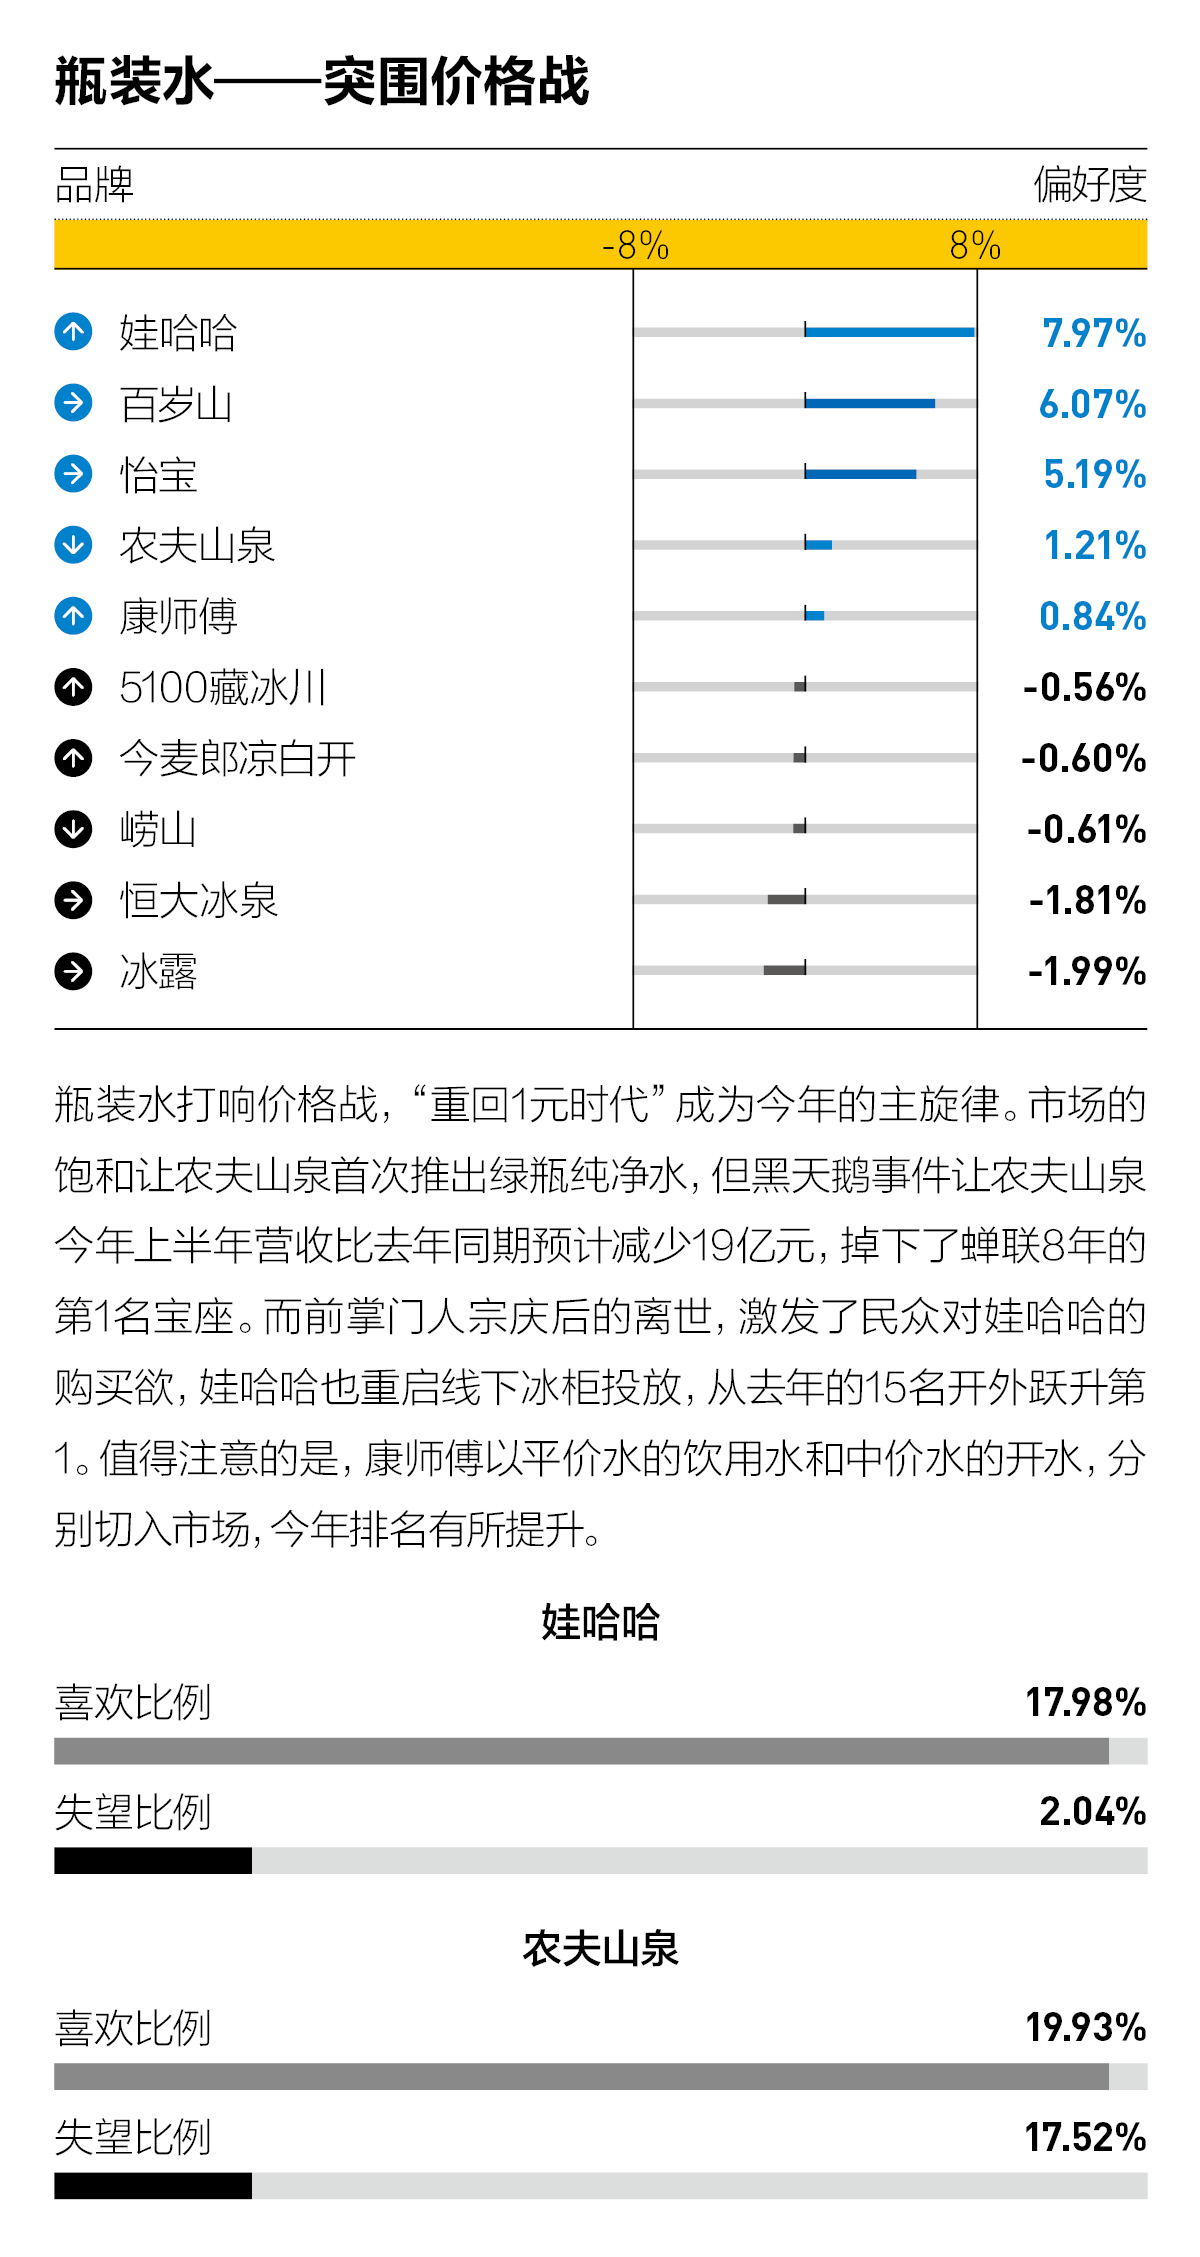 瓶装水——突围价格战
品牌 偏好度
-8% 8%
娃哈哈 7.97%
百岁山 6.07%
怡宝 5.19%
农夫山泉 1.21%
康师傅 0.84%
5100藏冰川 -0.56%
今麦郎凉白开 -0.60%
崂山 -0.61%
恒大冰泉 -1.81%
冰露 -1.99%
瓶装水打响价格战，“重回1元时代”成为今年的主旋律。市场的
饱和让农夫山泉首次推出绿瓶纯净水，但黑天鹅事件让农夫山泉
今年上半年营收比去年同期预计减少19亿元，掉下了蝉联8年的
第1名宝座。而前掌门人宗庆后的离世，激发了民众对娃哈哈的
购买欲，娃哈哈也重启线下冰柜投放，从去年的15名开外跃升第
1。值得注意的是，康师傅以平价水的饮用水和中价水的开水，分
别切入市场，今年排名有所提升。
娃哈哈
喜欢比例 17.98%
失望比例 2.04%
农夫山泉
喜欢比例 19.93%
失望比例 17.52%